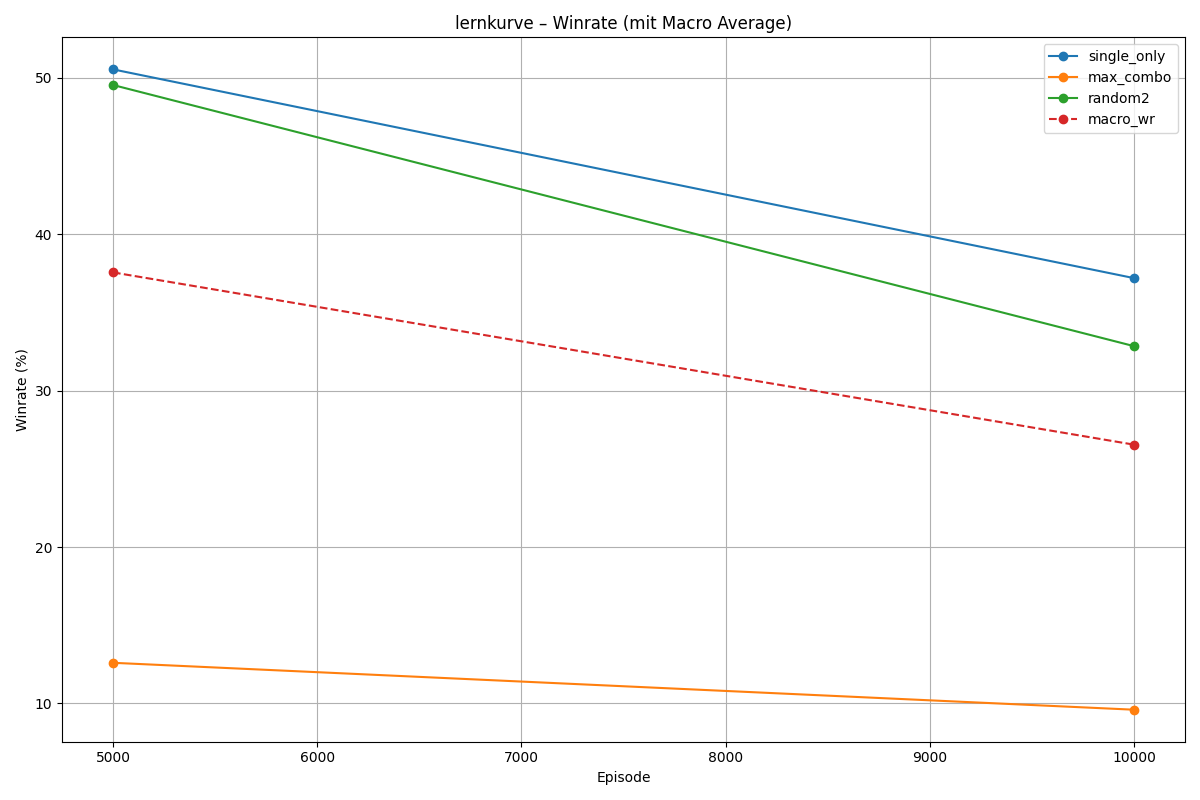 lernkurve – Winrate (mit Macro Average)
single_only
max_combo
random2
macro_wr
Winrate (%)
50
40
30
20
10
5000 6000 7000 8000 9000 10000
Episode